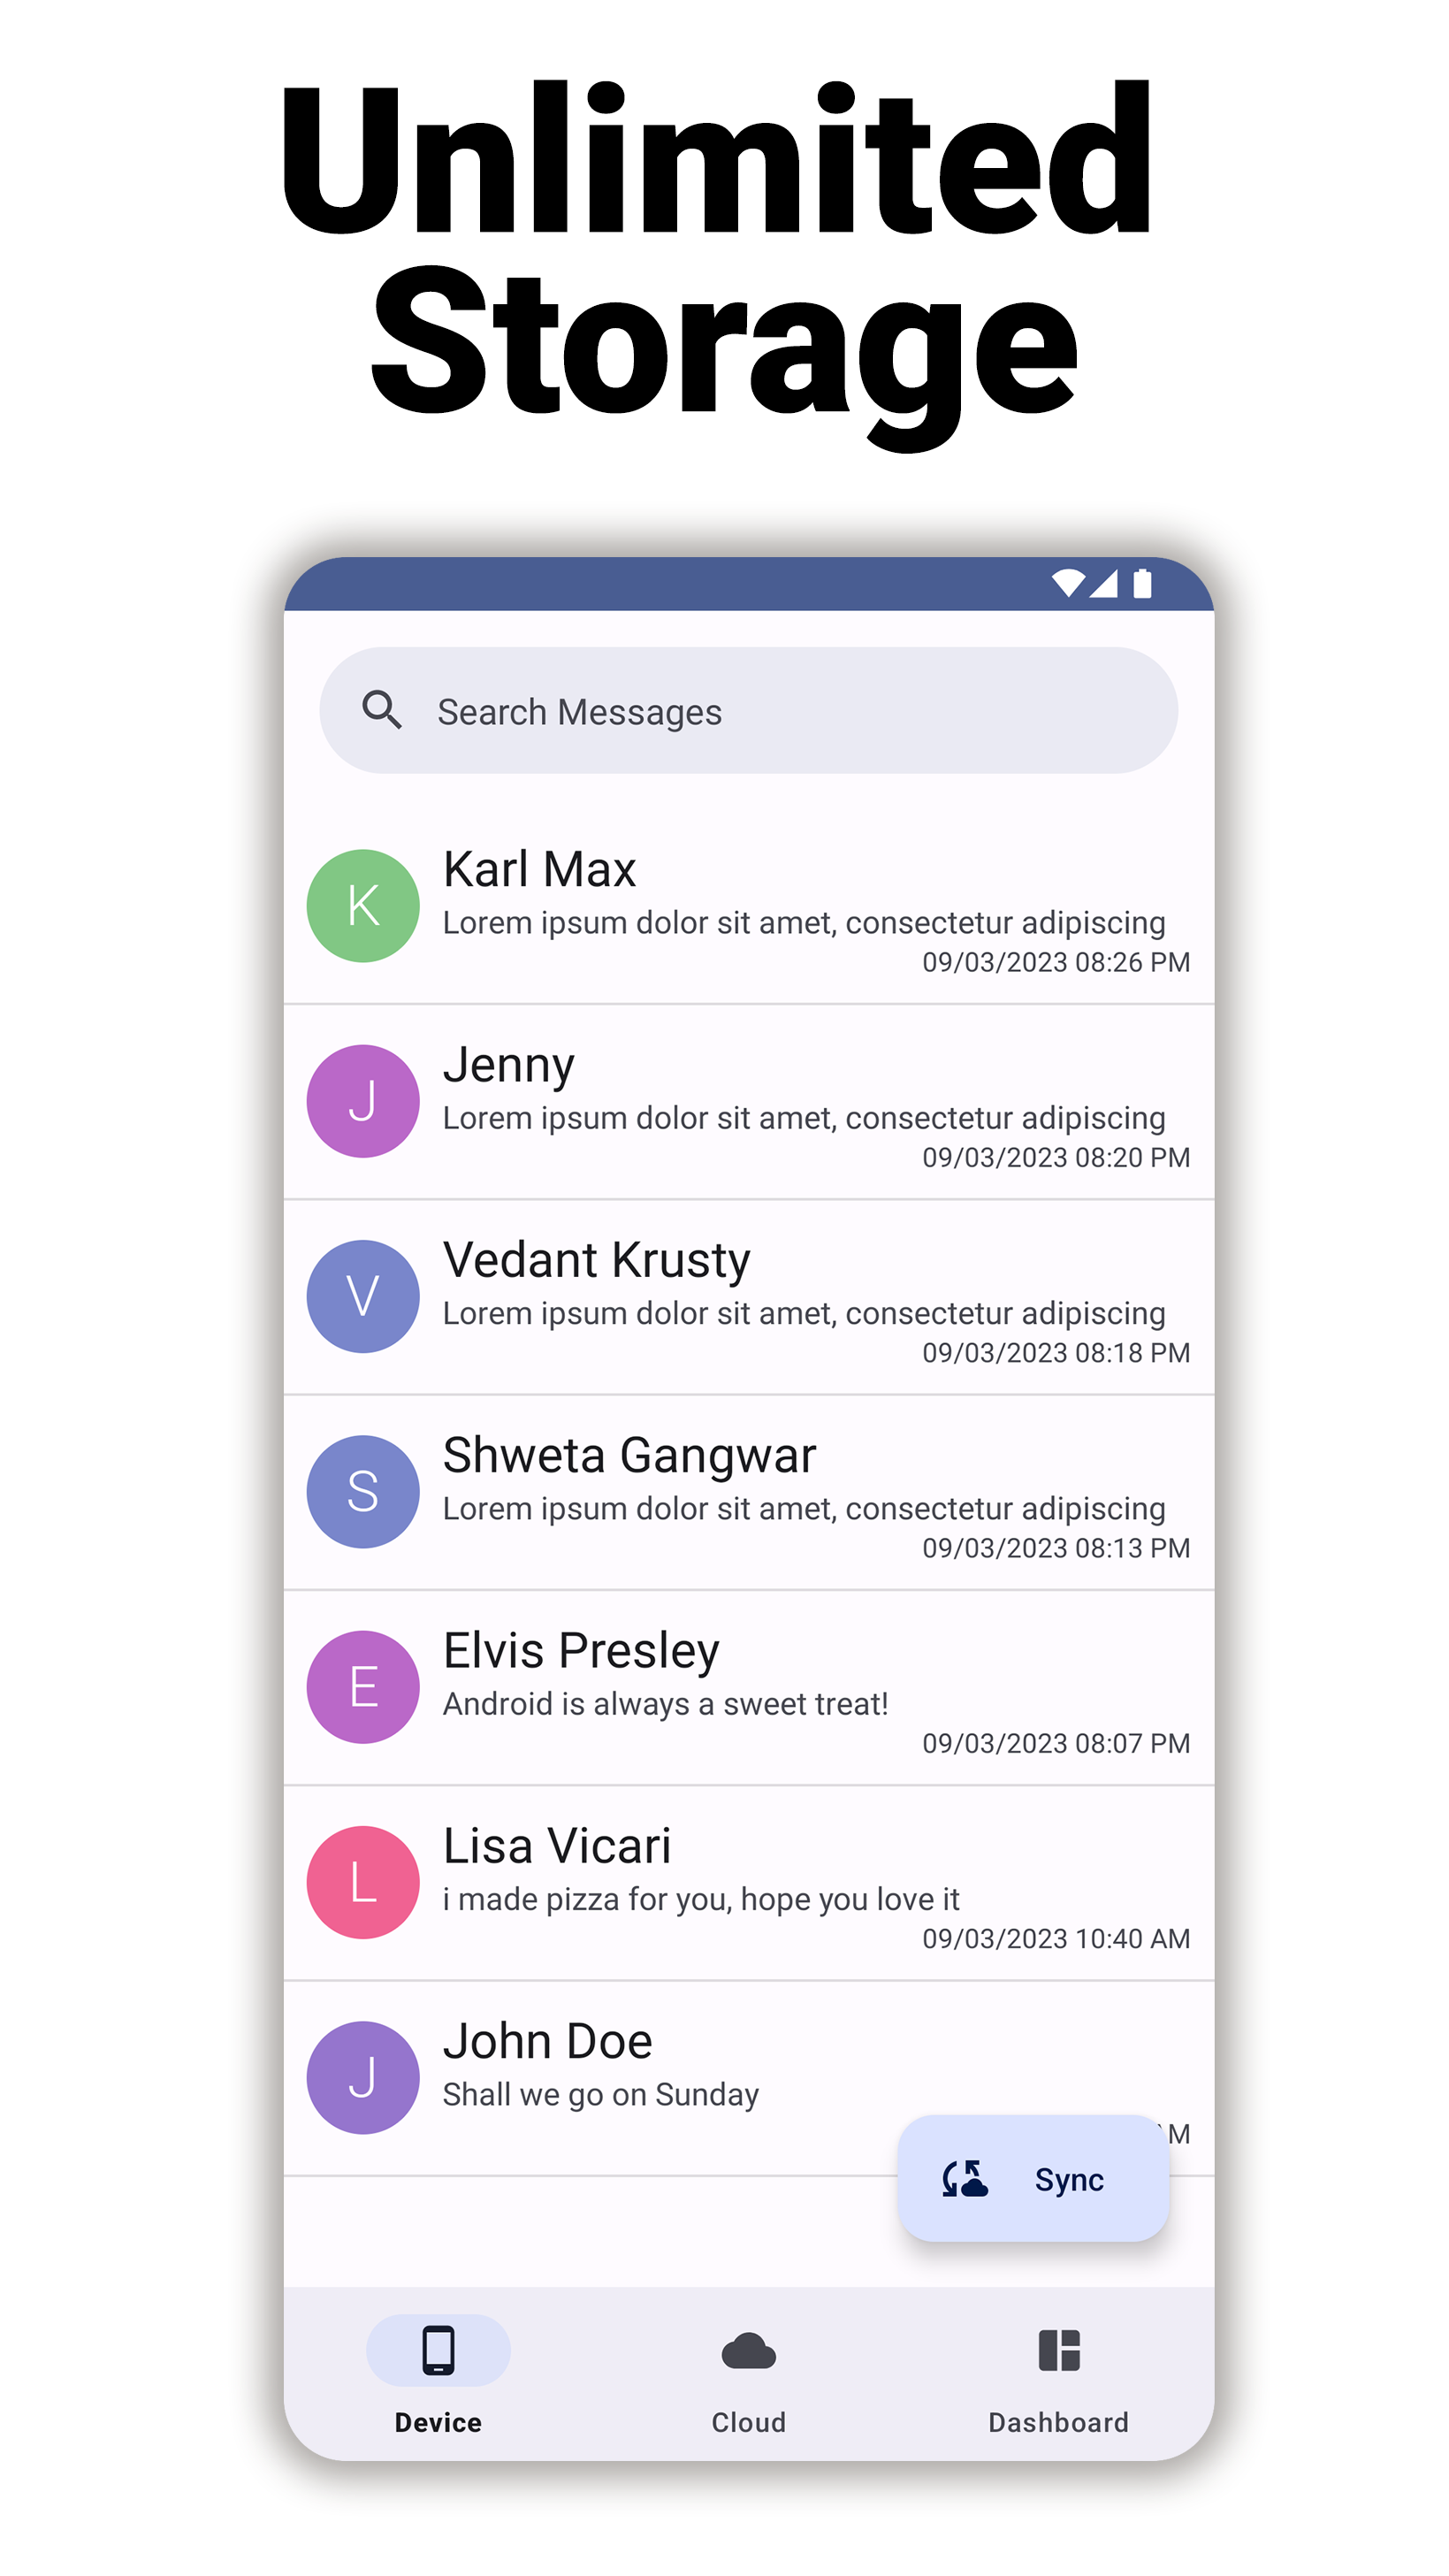 Unlimited
Storage
Search Messages
K
Karl Max
Lorem ipsum dolor sit amet, consectetur adipiscing
09/03/2023 08:26 PM
J
Jenny
Lorem ipsum dolor sit amet, consectetur adipiscing
09/03/2023 08:20 PM
V
Vedant Krusty
Lorem ipsum dolor sit amet, consectetur adipiscing
09/03/2023 08:18 PM
S
Shweta Gangwar
Lorem ipsum dolor sit amet, consectetur adipiscing
09/03/2023 08:13 PM
E
Elvis Presley
Android is always a sweet treat!
09/03/2023 08:07 PM
L
Lisa Vicari
i made pizza for you, hope you love it
09/03/2023 10:40 AM
J
John Doe
Shall we go on Sunday
Sync
Device
Cloud
Dashboard